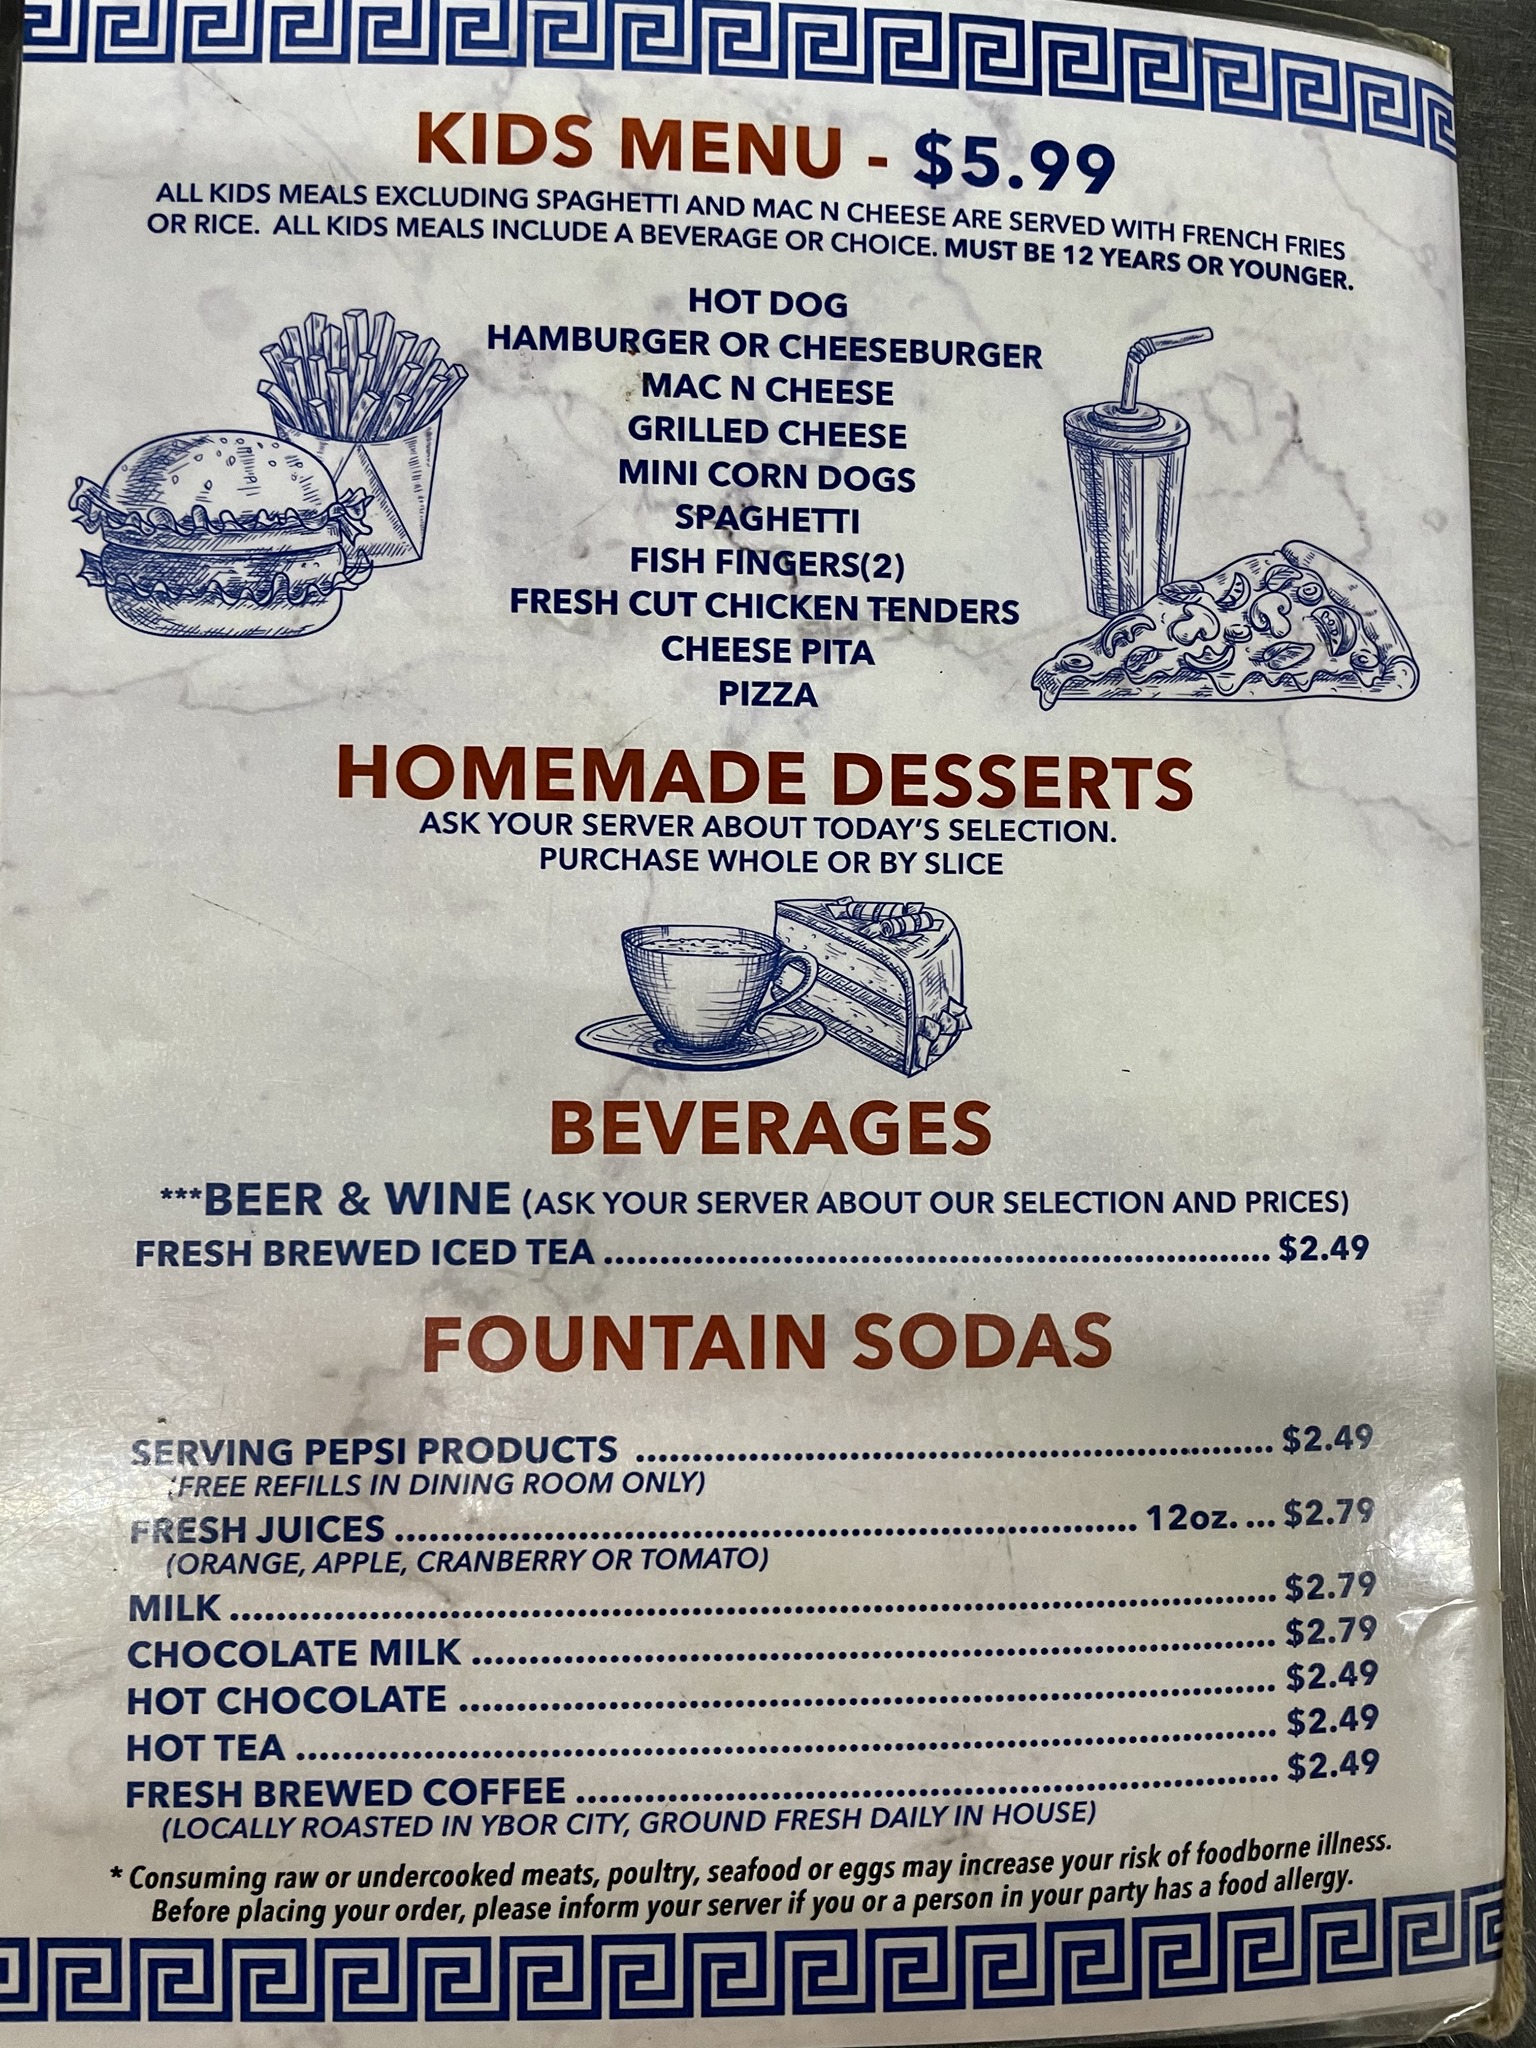 KIDS MENU - $5.99
ALL KIDS MEALS EXCLUDING SPAGHETTI AND MAC N CHEESE ARE SERVED WITH FRENCH FRIES
OR RICE. ALL KIDS MEALS INCLUDE A BEVERAGE OR CHOICE. MUST BE 12 YEARS OR YOUNGER.
HOT DOG
HAMBURGER OR CHEESEBURGER
MAC N CHEESE
GRILLED CHEESE
MINI CORN DOGS
SPAGHETTI
FISH FINGERS(2)
FRESH CUT CHICKEN TENDERS
CHEESE PITA
PIZZA
HOMEMADE DESSERTS
ASK YOUR SERVER ABOUT TODAY'S SELECTION.
PURCHASE WHOLE OR BY SLICE
BEVERAGES
***BEER & WINE (ASK YOUR SERVER ABOUT OUR SELECTION AND PRICES)
FRESH BREWED ICED TEA ........................................................................ $2.49
FOUNTAIN SODAS
SERVING PEPSI PRODUCTS .................................................................... $2.49
(FREE REFILLS IN DINING ROOM ONLY)
FRESH JUICES ................................................................................ 12oz. ... $2.79
(ORANGE, APPLE, CRANBERRY OR TOMATO)
MILK ................................................................................................................ $2.79
CHOCOLATE MILK ...................................................................................... $2.79
HOT CHOCOLATE ........................................................................................ $2.49
HOT TEA .......................................................................................................... $2.49
FRESH BREWED COFFEE ............................................................................ $2.49
(LOCALLY ROASTED IN YBOR CITY, GROUND FRESH DAILY IN HOUSE)
* Consuming raw or undercooked meats, poultry, seafood or eggs may increase your risk of foodborne illness.
Before placing your order, please inform your server if you or a person in your party has a food allergy.